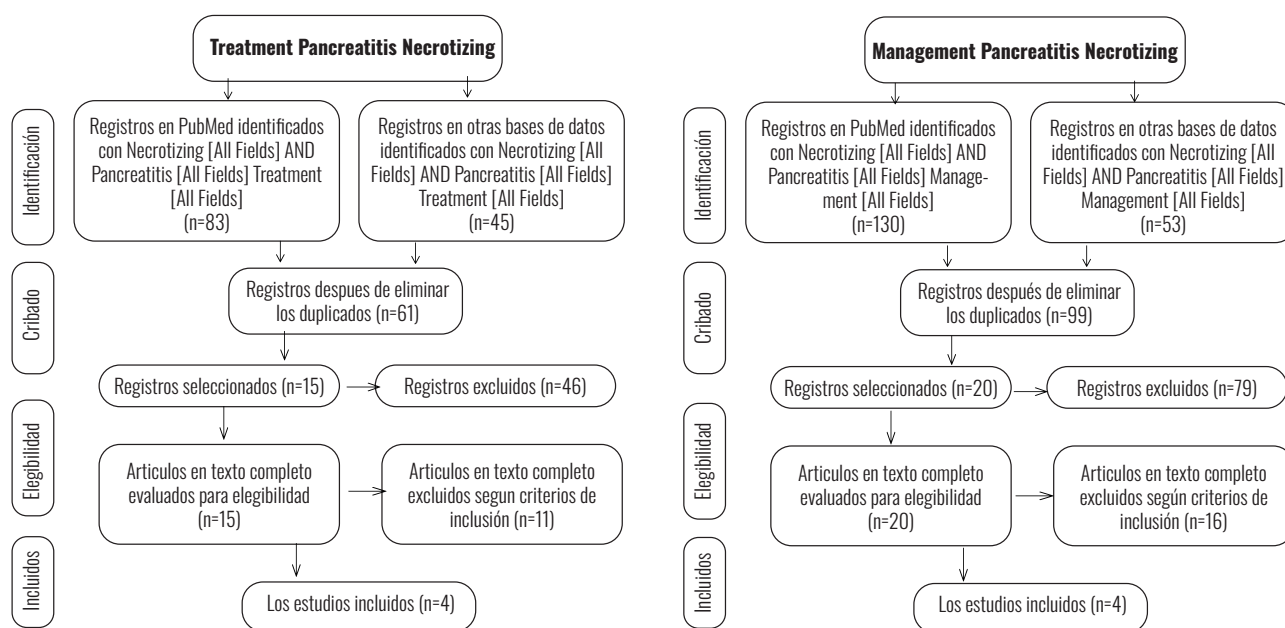 Treatment Pancreatitis Necrotizing
Identificación
Registros en PubMed identificados
con Necrotizing [All Fields] AND
Pancreatitis [All Fields] Treatment
[All Fields]
(n=83)
Registros en otras bases de datos
identificados con Necrotizing [All
Fields] AND Pancreatitis [All Fields]
Treatment [All Fields]
(n=45)
Cribado
Registros despues de eliminar
los duplicados (n=61)
Registros seleccionados (n=15)
Registros excluidos (n=46)
Elegibilidad
Articulos en texto completo
evaluados para elegibilidad
(n=15)
Articulos en texto completo
excluidos segun criterios de
inclusión (n=11)
Incluidos
Los estudios incluidos (n=4)
Management Pancreatitis Necrotizing
Identificación
Registros en PubMed identificados
con Necrotizing [All Fields] AND
Pancreatitis [All Fields] Manage-
ment [All Fields]
(n=130)
Registros en otras bases de datos
identificados con Necrotizing [All
Fields] AND Pancreatitis [All Fields]
Management [All Fields]
(n=53)
Cribado
Registros después de eliminar
los duplicados (n=99)
Registros seleccionados (n=20)
Registros excluidos (n=79)
Elegibilidad
Articulos en texto completo
evaluados para elegibilidad
(n=20)
Articulos en texto completo
excluidos según criterios de
inclusión (n=16)
Incluidos
Los estudios incluidos (n=4)